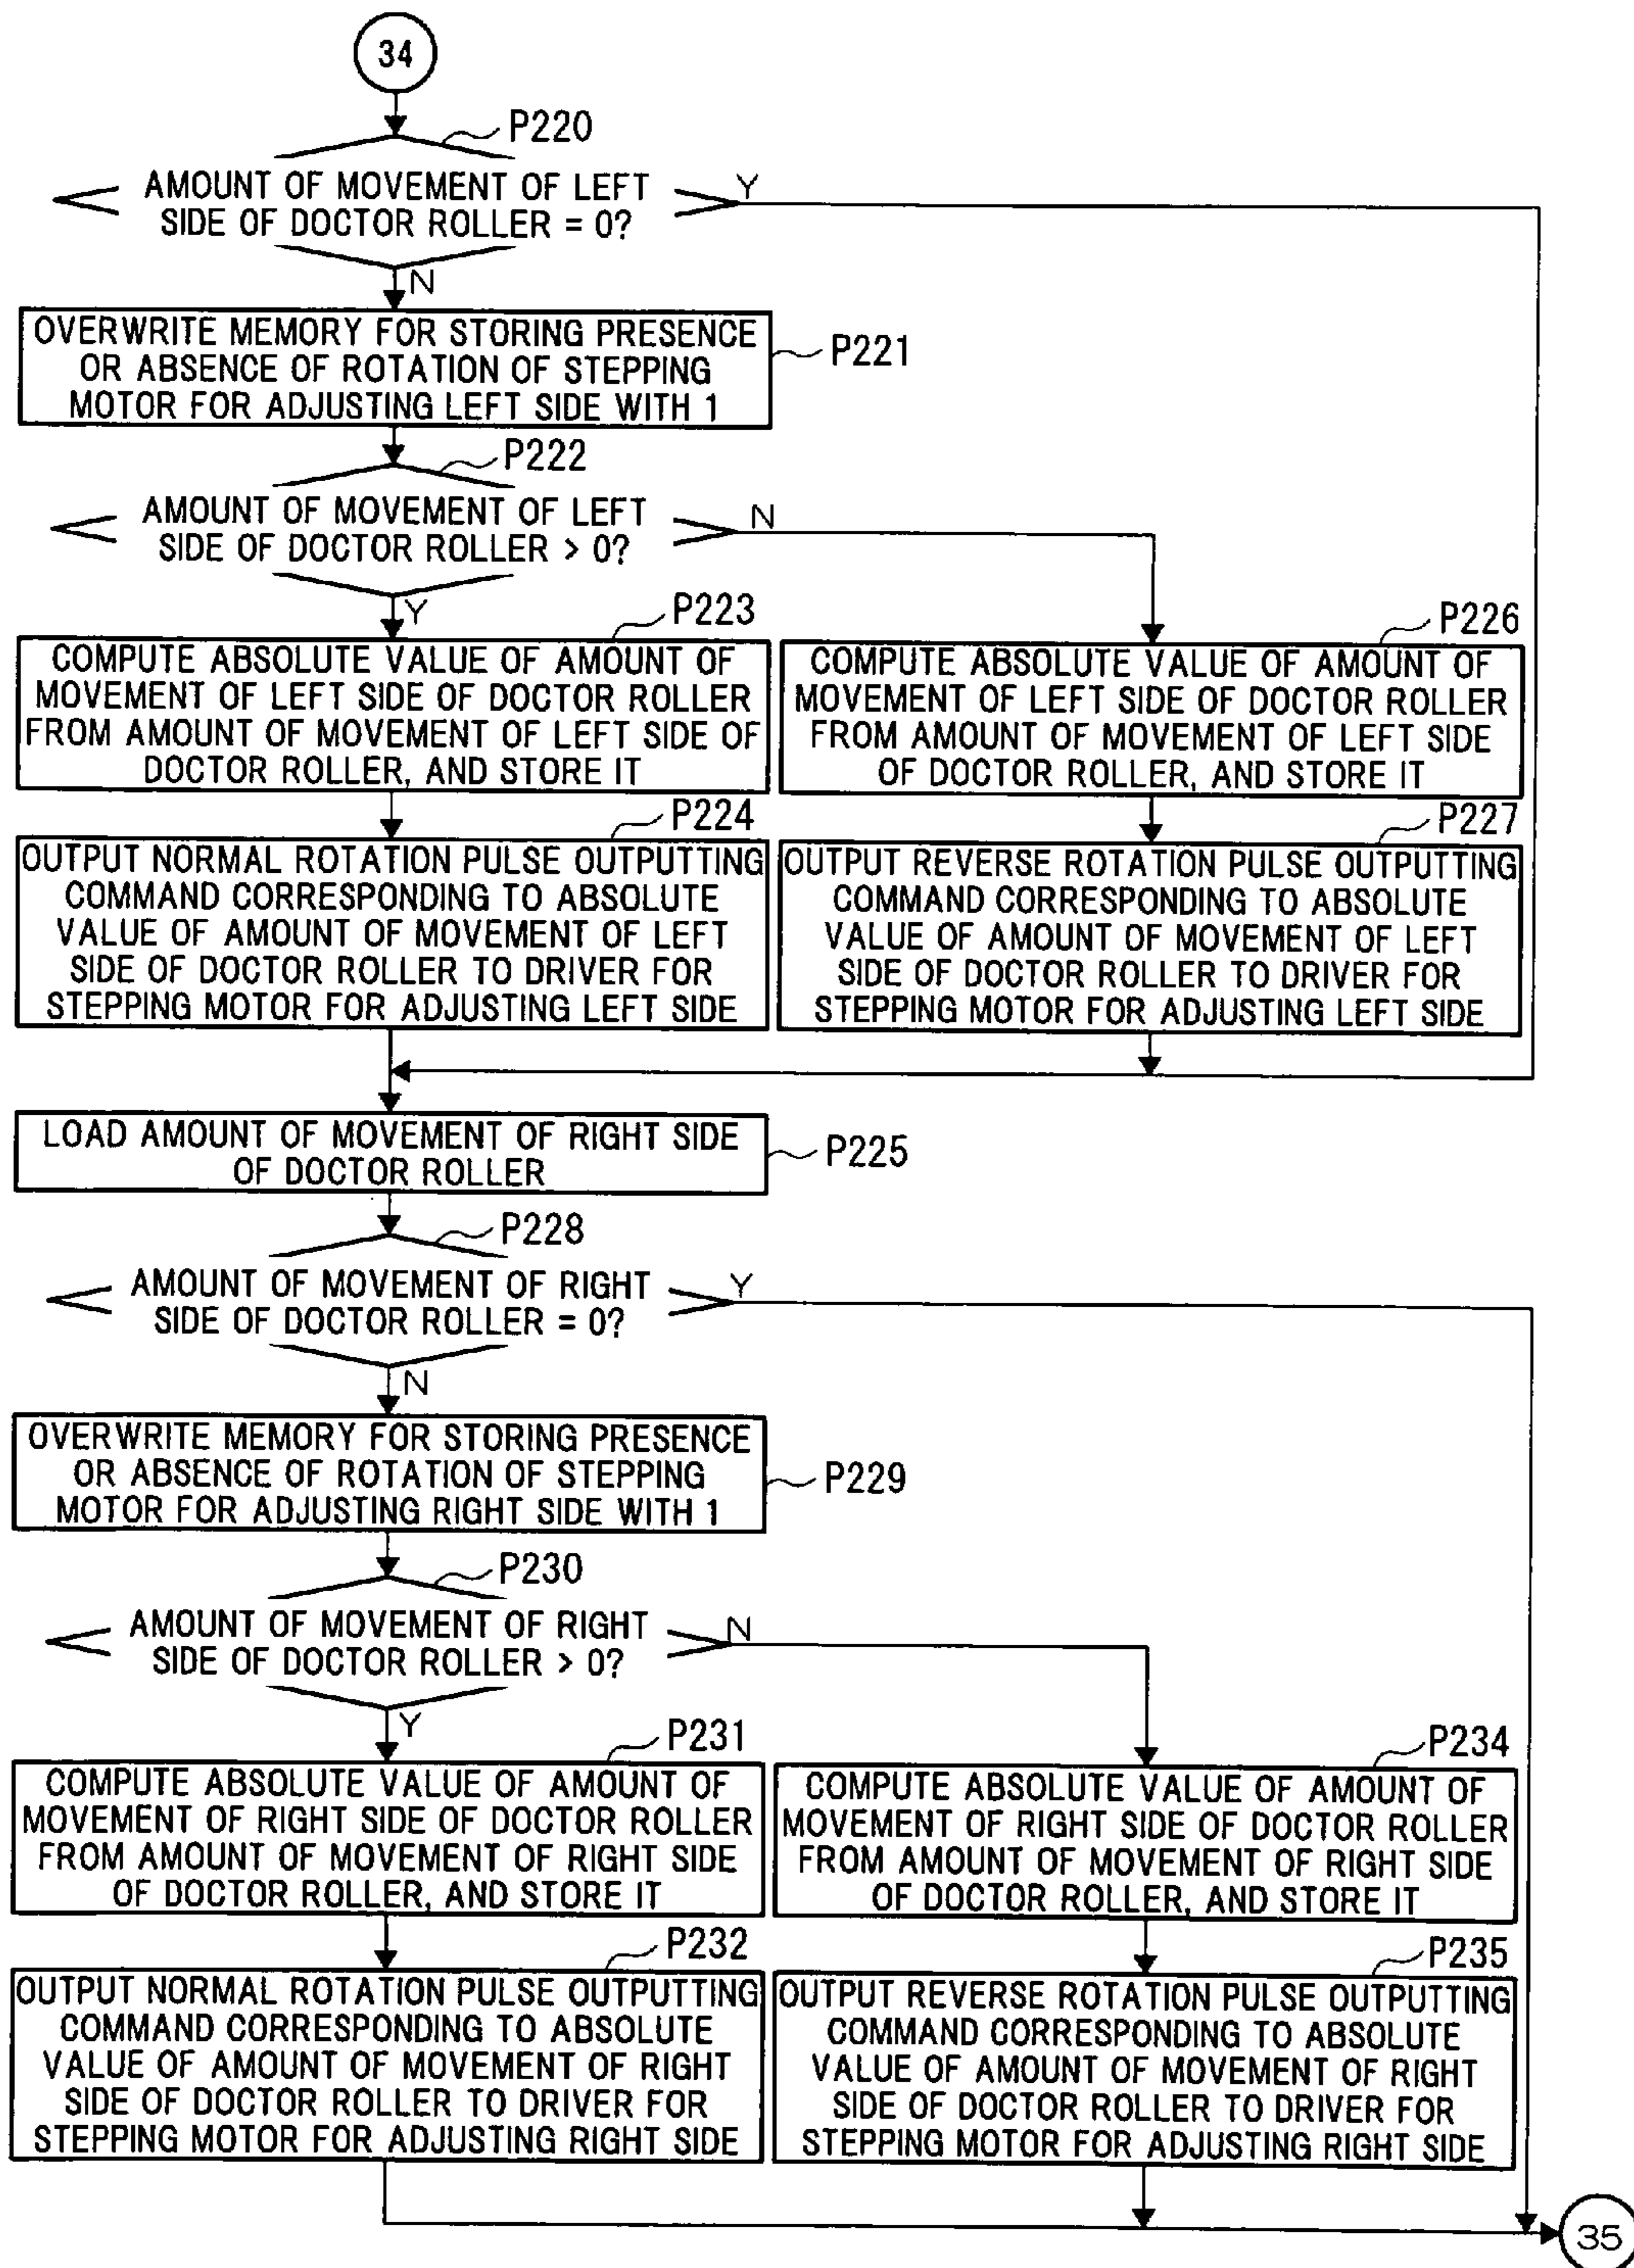 34
P220
AMOUNT OF MOVEMENT OF LEFT
SIDE OF DOCTOR ROLLER = 0?
Y
N
OVERWRITE MEMORY FOR STORING PRESENCE
OR ABSENCE OF ROTATION OF STEPPING
MOTOR FOR ADJUSTING LEFT SIDE WITH 1
P221
P222
AMOUNT OF MOVEMENT OF LEFT
SIDE OF DOCTOR ROLLER > 0?
N
Y
P223
COMPUTE ABSOLUTE VALUE OF AMOUNT OF
MOVEMENT OF LEFT SIDE OF DOCTOR ROLLER
FROM AMOUNT OF MOVEMENT OF LEFT SIDE OF
DOCTOR ROLLER, AND STORE IT
P226
COMPUTE ABSOLUTE VALUE OF AMOUNT OF
MOVEMENT OF LEFT SIDE OF DOCTOR ROLLER
FROM AMOUNT OF MOVEMENT OF LEFT SIDE
OF DOCTOR ROLLER, AND STORE IT
P224
OUTPUT NORMAL ROTATION PULSE OUTPUTTING
COMMAND CORRESPONDING TO ABSOLUTE
VALUE OF AMOUNT OF MOVEMENT OF LEFT
SIDE OF DOCTOR ROLLER TO DRIVER FOR
STEPPING MOTOR FOR ADJUSTING LEFT SIDE
P227
OUTPUT REVERSE ROTATION PULSE OUTPUTTING
COMMAND CORRESPONDING TO ABSOLUTE
VALUE OF AMOUNT OF MOVEMENT OF LEFT
SIDE OF DOCTOR ROLLER TO DRIVER FOR
STEPPING MOTOR FOR ADJUSTING LEFT SIDE
LOAD AMOUNT OF MOVEMENT OF RIGHT SIDE
OF DOCTOR ROLLER
P225
P228
AMOUNT OF MOVEMENT OF RIGHT
SIDE OF DOCTOR ROLLER = 0?
Y
N
OVERWRITE MEMORY FOR STORING PRESENCE
OR ABSENCE OF ROTATION OF STEPPING
MOTOR FOR ADJUSTING RIGHT SIDE WITH 1
P229
P230
AMOUNT OF MOVEMENT OF RIGHT
SIDE OF DOCTOR ROLLER > 0?
N
Y
P231
COMPUTE ABSOLUTE VALUE OF AMOUNT OF
MOVEMENT OF RIGHT SIDE OF DOCTOR ROLLER
FROM AMOUNT OF MOVEMENT OF RIGHT SIDE
OF DOCTOR ROLLER, AND STORE IT
P234
COMPUTE ABSOLUTE VALUE OF AMOUNT OF
MOVEMENT OF RIGHT SIDE OF DOCTOR ROLLER
FROM AMOUNT OF MOVEMENT OF RIGHT SIDE
OF DOCTOR ROLLER, AND STORE IT
P232
OUTPUT NORMAL ROTATION PULSE OUTPUTTING
COMMAND CORRESPONDING TO ABSOLUTE
VALUE OF AMOUNT OF MOVEMENT OF RIGHT
SIDE OF DOCTOR ROLLER TO DRIVER FOR
STEPPING MOTOR FOR ADJUSTING RIGHT SIDE
P235
OUTPUT REVERSE ROTATION PULSE OUTPUTTING
COMMAND CORRESPONDING TO ABSOLUTE
VALUE OF AMOUNT OF MOVEMENT OF RIGHT
SIDE OF DOCTOR ROLLER TO DRIVER FOR
STEPPING MOTOR FOR ADJUSTING RIGHT SIDE
35